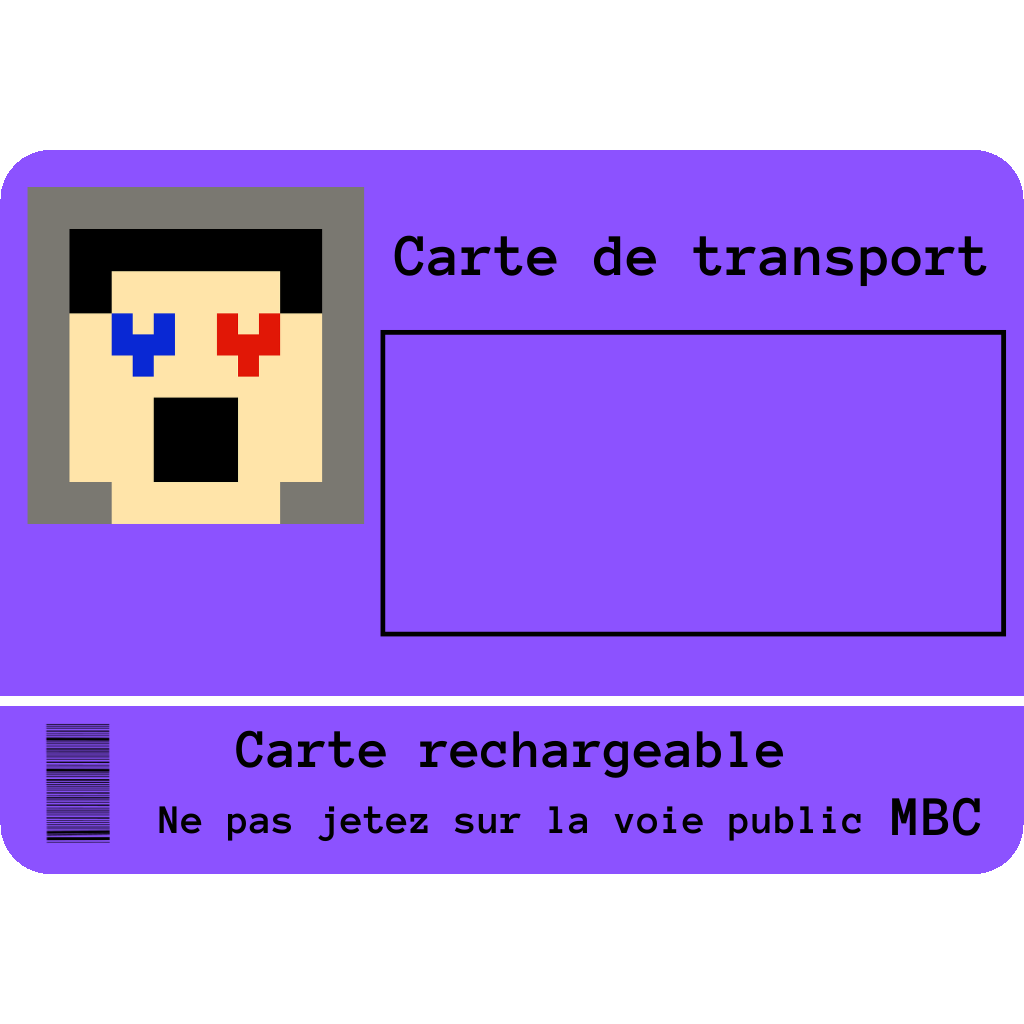 Carte de transport
Carte rechargeable
Ne pas jetez sur la voie public MBC